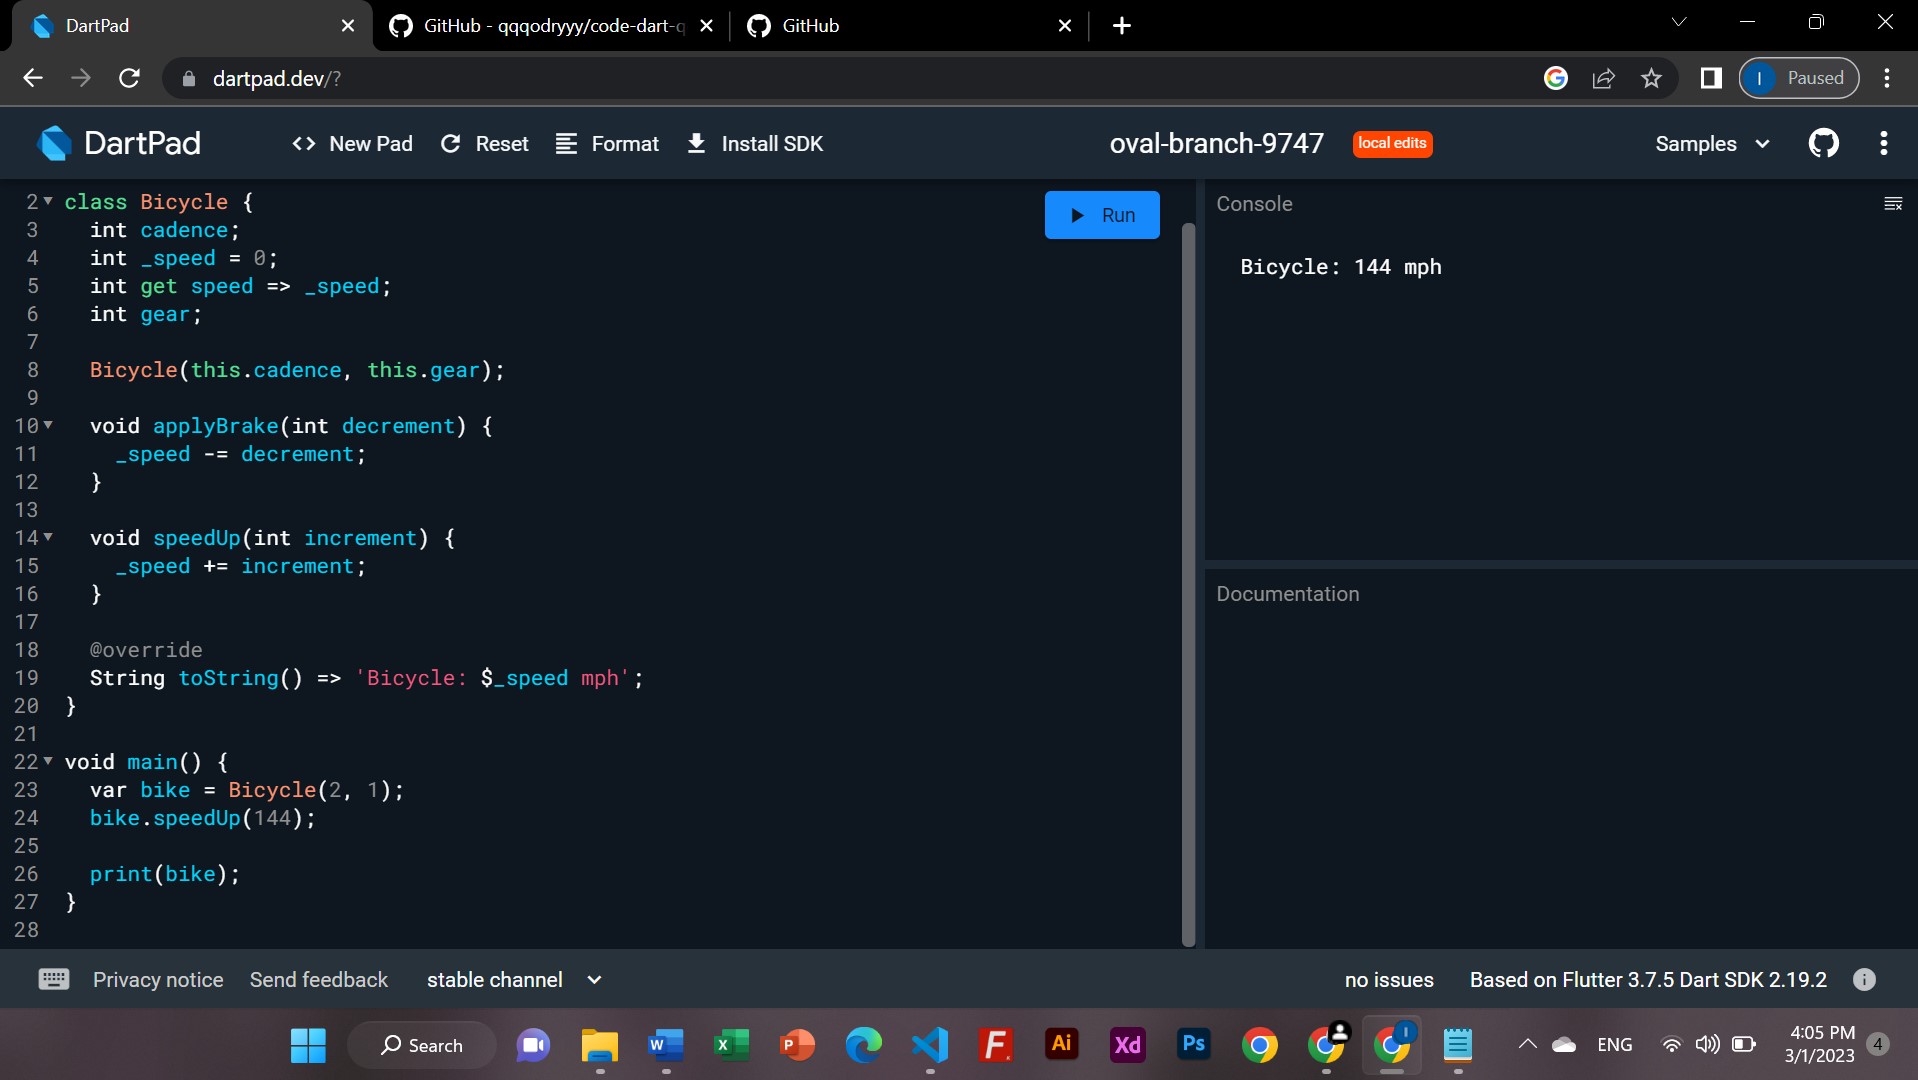 DartPad
GitHub - qqqodryyy/code-dart-q
GitHub
dartpad.dev/?
I
Paused
DartPad
<> New Pad
Reset
Format
Install SDK
oval-branch-9747
local edits
Samples
2 class Bicycle {
3 int cadence;
4 int _speed = 0;
5 int get speed => _speed;
6 int gear;
7
8 Bicycle(this.cadence, this.gear);
9
10 void applyBrake(int decrement) {
11 _speed -= decrement;
12 }
13
14 void speedUp(int increment) {
15 _speed += increment;
16 }
17
18 @override
19 String toString() => 'Bicycle: $_speed mph';
20 }
21
22 void main() {
23 var bike = Bicycle(2, 1);
24 bike.speedUp(144);
25
26 print(bike);
27 }
28
Run
Console
Bicycle: 144 mph
Documentation
Privacy notice
Send feedback
stable channel
no issues
Based on Flutter 3.7.5 Dart SDK 2.19.2
Search
W
X
P
F
Ai
Xd
Ps
I
ENG
4:05 PM
3/1/2023
4